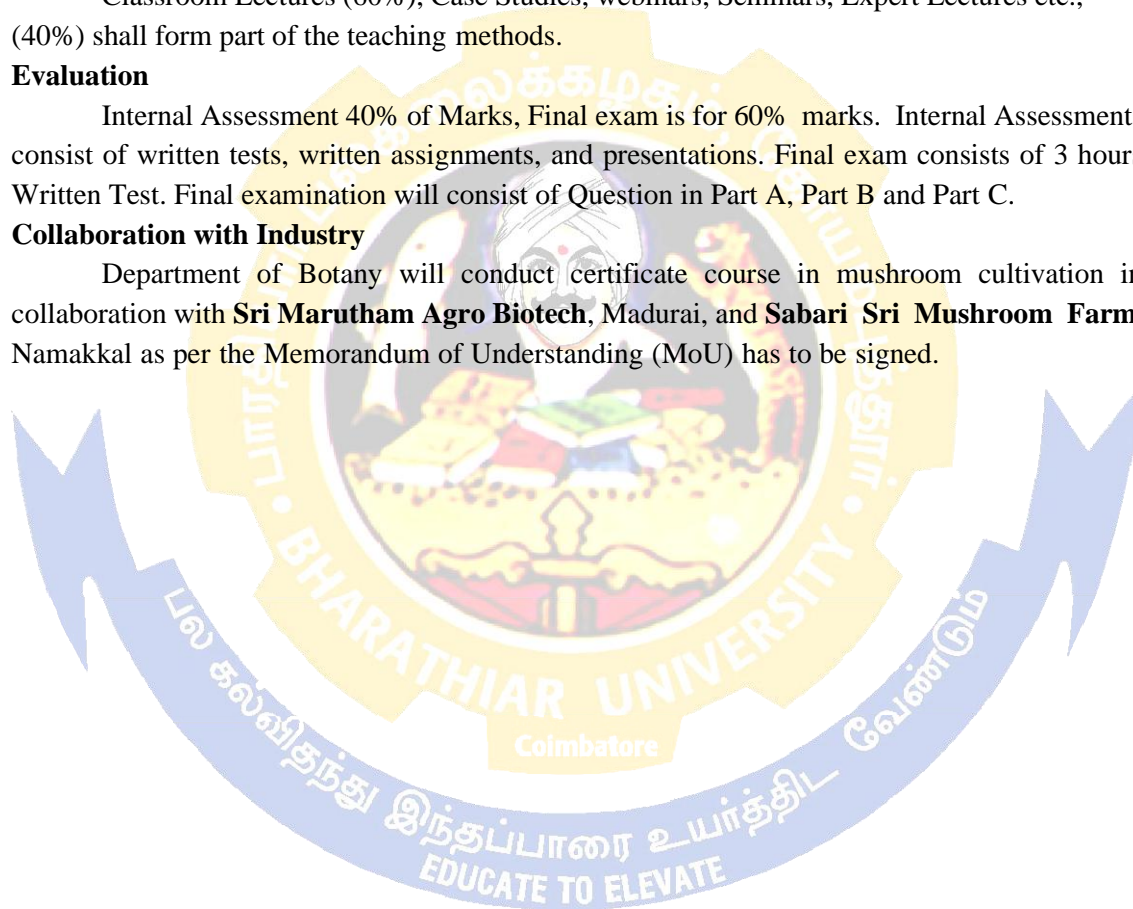 Classroom Lectures (60%), Case Studies, webinars, Seminars, Expert Lectures etc.,
(40%) shall form part of the teaching methods.
Evaluation
Internal Assessment 40% of Marks, Final exam is for 60% marks. Internal Assessment
consist of written tests, written assignments, and presentations. Final exam consists of 3 hour
Written Test. Final examination will consist of Question in Part A, Part B and Part C.
Collaboration with Industry
Department of Botany will conduct certificate course in mushroom cultivation in
collaboration with Sri Marutham Agro Biotech, Madurai, and Sabari Sri Mushroom Farm
Namakkal as per the Memorandum of Understanding (MoU) has to be signed.
BHARATHIAR UNIVERSITY
Coimbatore
இந்தப்பாரை உயர்த்திட வேண்டும்
EDUCATE TO ELEVATE